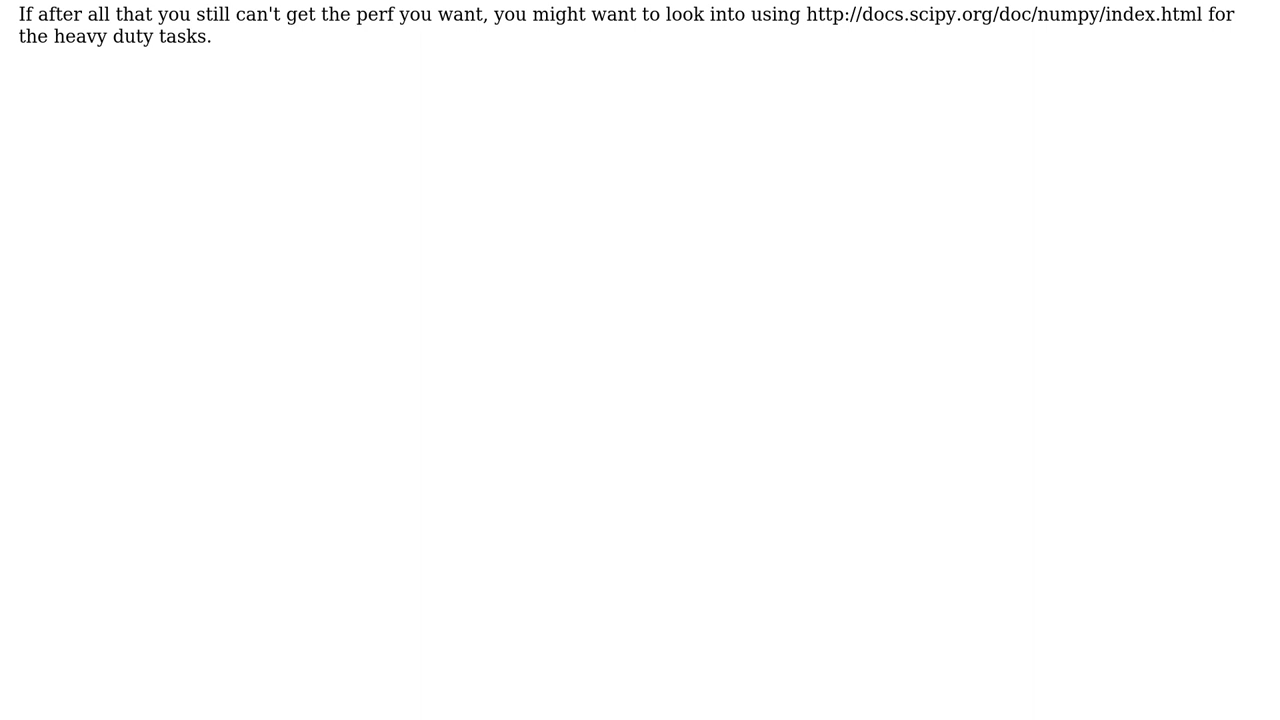 If after all that you still can't get the perf you want, you might want to look into using http://docs.scipy.org/doc/numpy/index.html for
the heavy duty tasks.